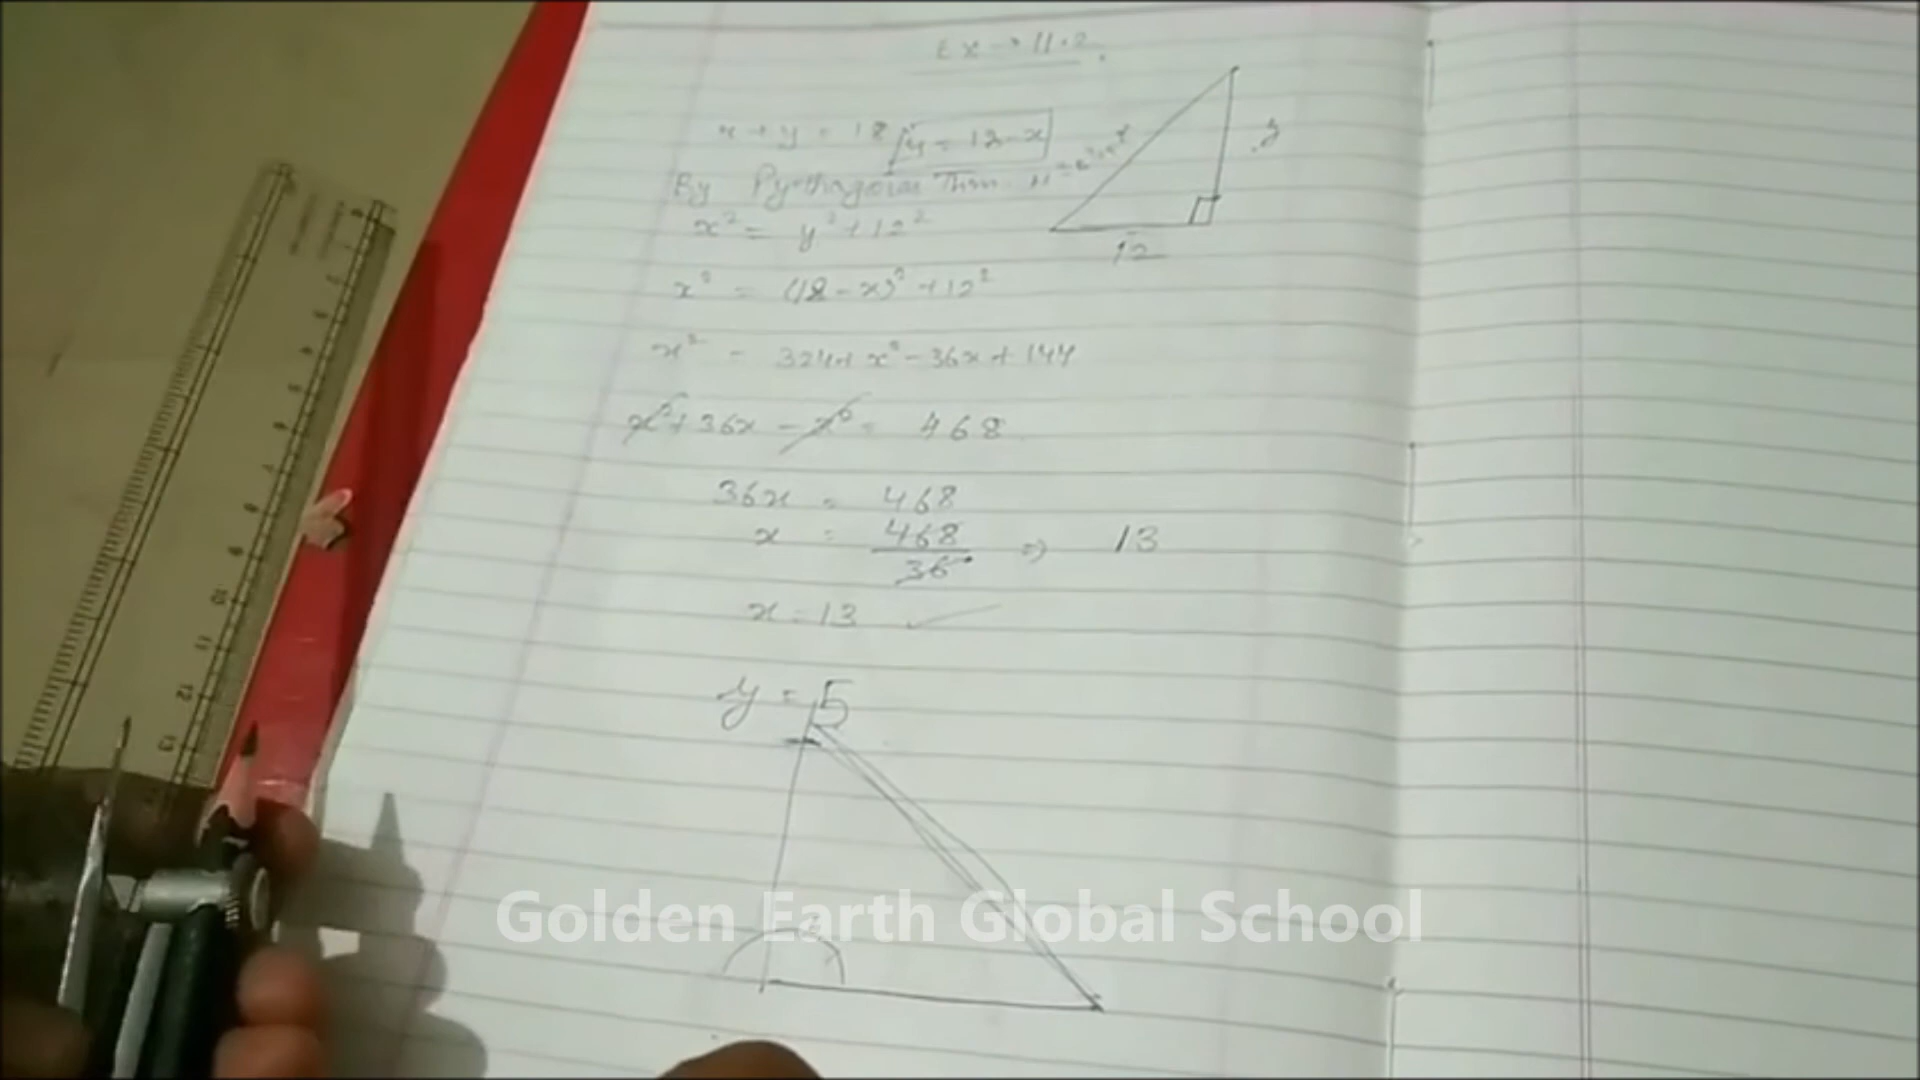 Ex → 11.2
x + y = 18 y = 18 - x
By Pythagoras Thm
y
x² = y² + 12²
12
x² = (18 - x)² + 12²
x² = 324 + x² - 36x + 144
x² + 36x - x² = 468
36x = 468
x = 468/36 ⇒ 13
x = 13
y = 5
Golden Earth Global School